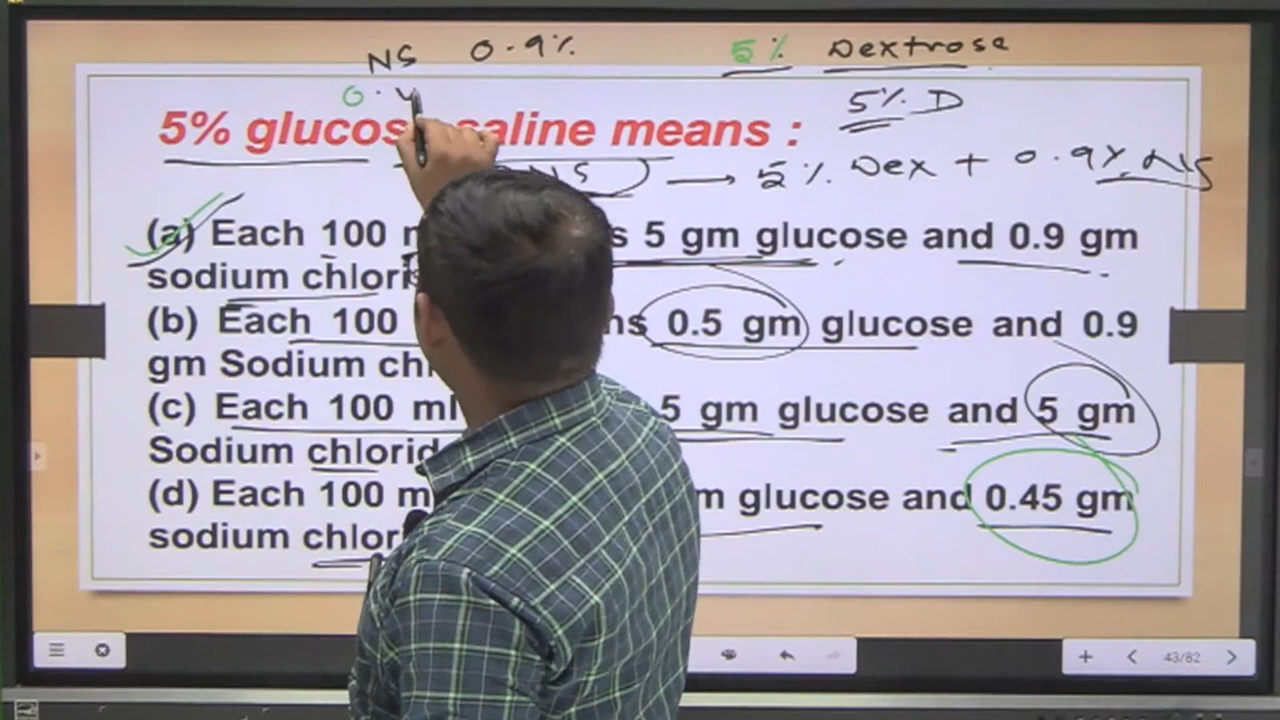 NS 0.9% 5% Dextrose
0.
5% D
5% glucos saline means :
NS → 5% Dex + 0.9% NS
(a) Each 100 5 gm glucose and 0.9 gm
sodium chlori
(b) Each 100 0.5 gm glucose and 0.9
gm Sodium chl
(c) Each 100 ml 5 gm glucose and 5 gm
Sodium chlorid
(d) Each 100 m glucose and 0.45 gm
sodium chlor
43/82